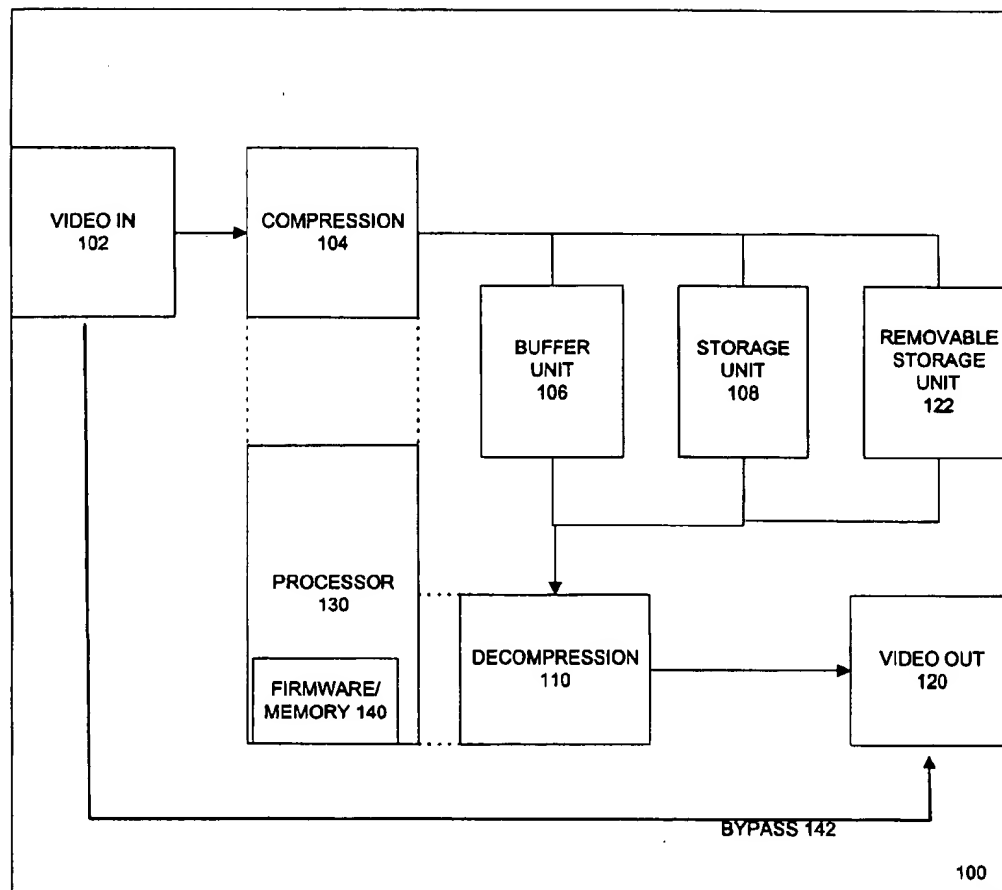 VIDEO IN
102
COMPRESSION
104
BUFFER
UNIT
106
STORAGE
UNIT
108
REMOVABLE
STORAGE
UNIT
122
PROCESSOR
130
FIRMWARE/
MEMORY 140
DECOMPRESSION
110
VIDEO OUT
120
BYPASS 142
100